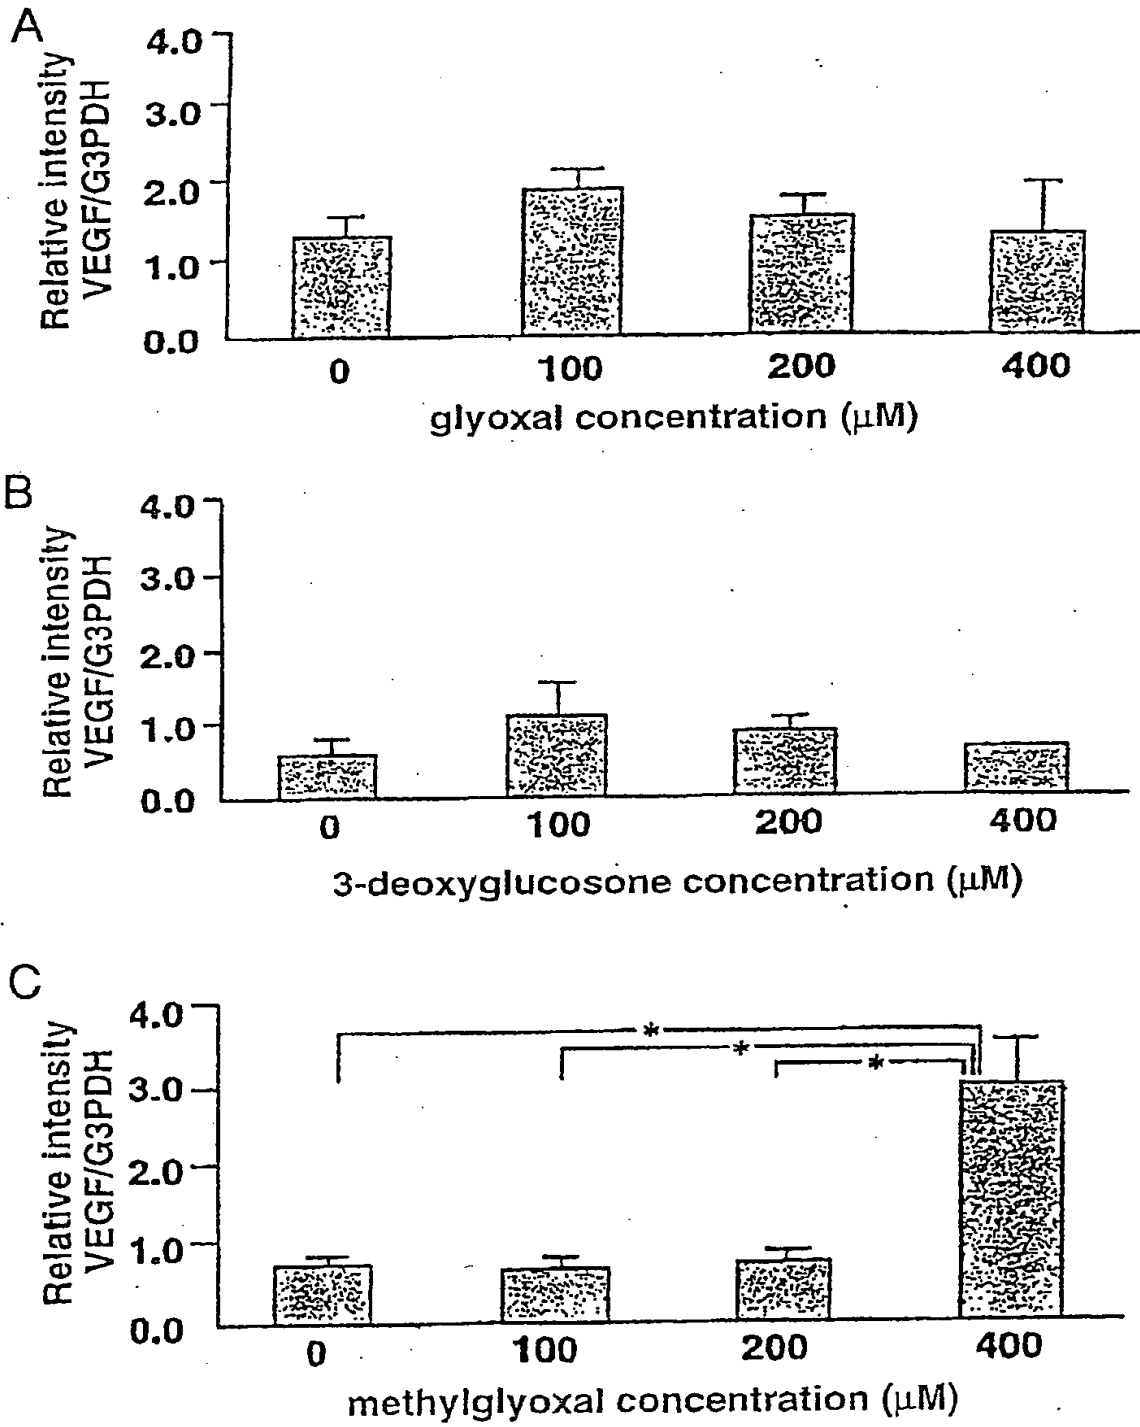 A
Relative intensity
VEGF/G3PDH
4.0
3.0
2.0
1.0
0.0
0 100 200 400
glyoxal concentration (μM)
B
Relative intensity
VEGF/G3PDH
4.0
3.0
2.0
1.0
0.0
0 100 200 400
3-deoxyglucosone concentration (μM)
C
Relative intensity
VEGF/G3PDH
4.0
3.0
2.0
1.0
0.0
*
*
*
0 100 200 400
methylglyoxal concentration (μM)